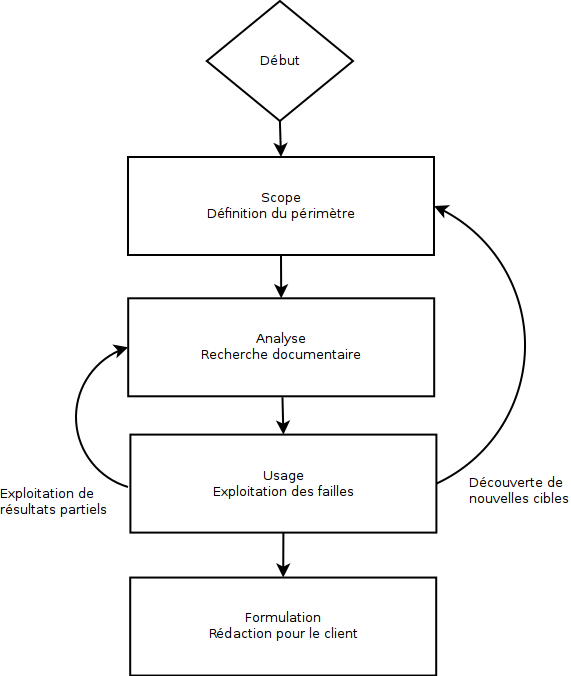 Début
Scope
Définition du périmètre
Analyse
Recherche documentaire
Usage
Exploitation des failles
Exploitation de
résultats partiels
Découverte de
nouvelles cibles
Formulation
Rédaction pour le client